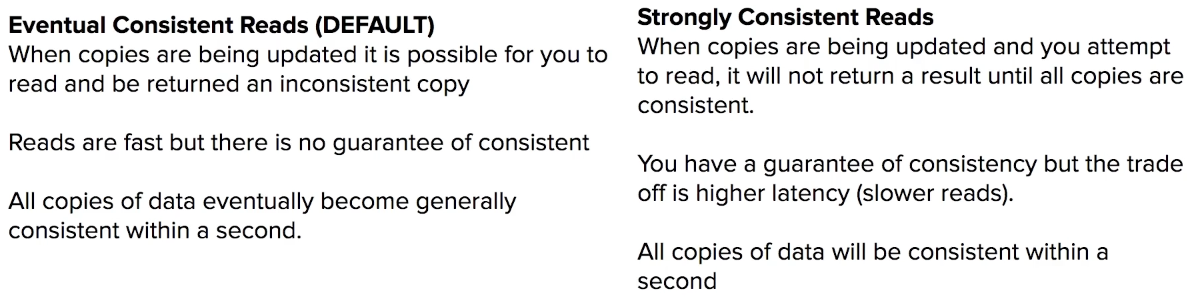 Eventual Consistent Reads (DEFAULT)
When copies are being updated it is possible for you to
read and be returned an inconsistent copy
Reads are fast but there is no guarantee of consistent
All copies of data eventually become generally
consistent within a second.
Strongly Consistent Reads
When copies are being updated and you attempt
to read, it will not return a result until all copies are
consistent.
You have a guarantee of consistency but the trade
off is higher latency (slower reads).
All copies of data will be consistent within a
second